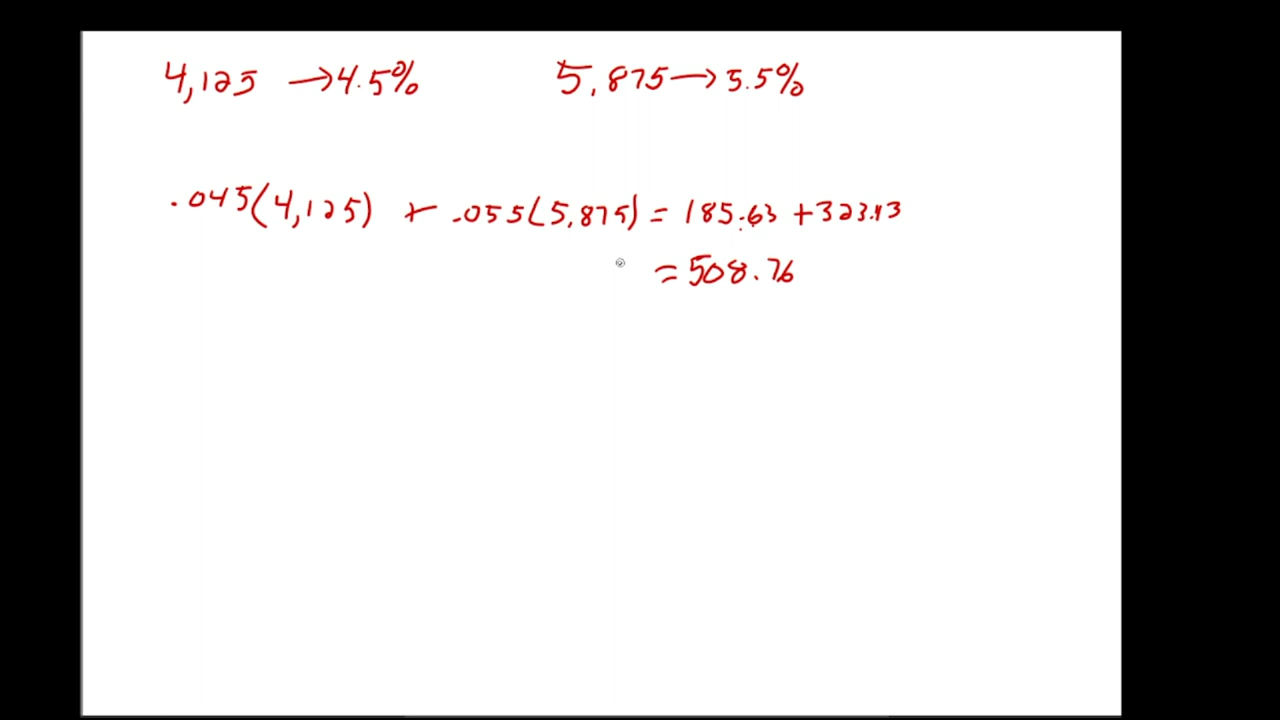 4,125 →4.5% 5,875→5.5%
.045(4,125) + .055(5,875) = 185.63 +323.13
= 508.76